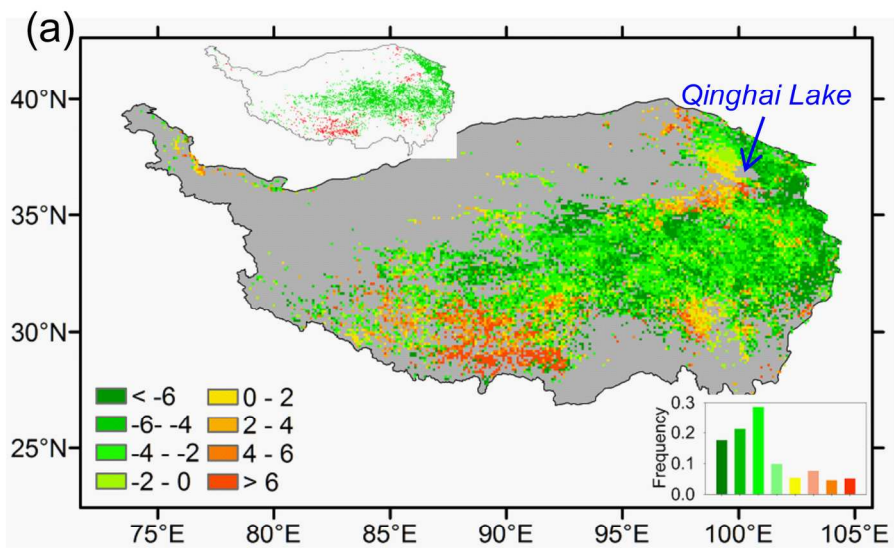 (a)
40°N
35°N
30°N
25°N
Qinghai Lake
< -6
-6- -4
-4 - -2
-2 - 0
0 - 2
2 - 4
4 - 6
> 6
Frequency
0.3
0.2
0.1
0.0
75°E
80°E
85°E
90°E
95°E
100°E
105°E